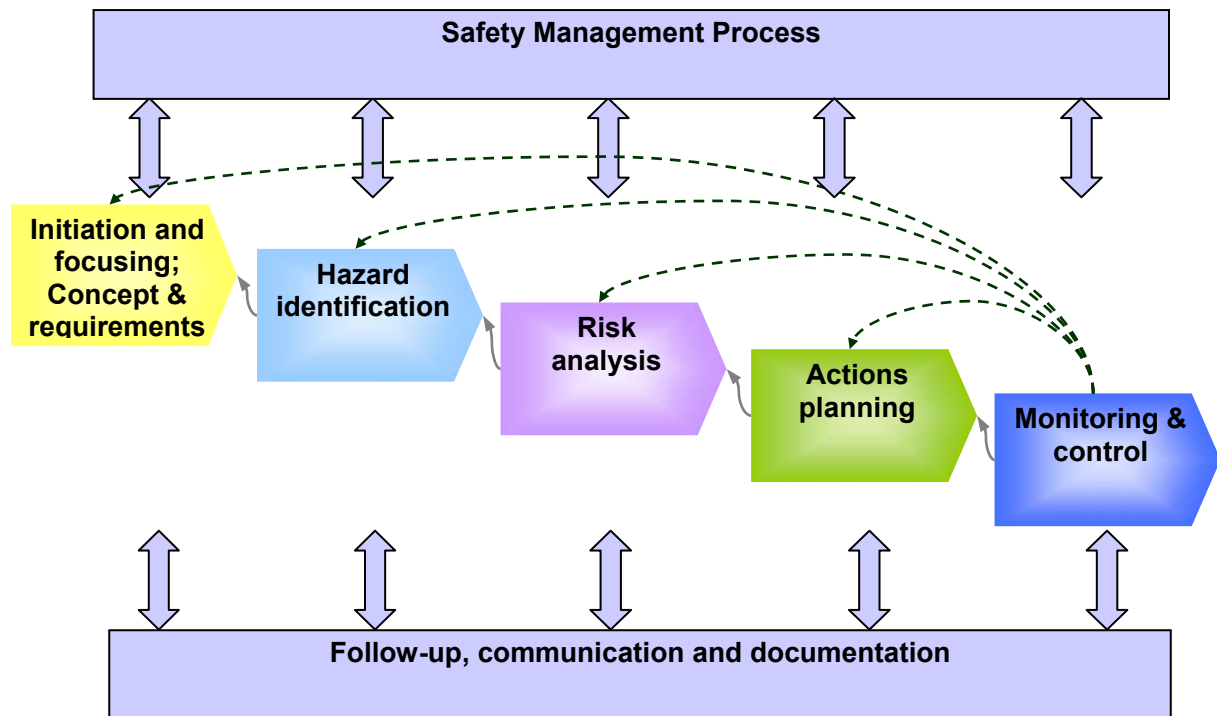 Safety Management Process
Initiation and
focusing;
Concept &
requirements
Hazard
identification
Risk
analysis
Actions
planning
Monitoring &
control
Follow-up, communication and documentation